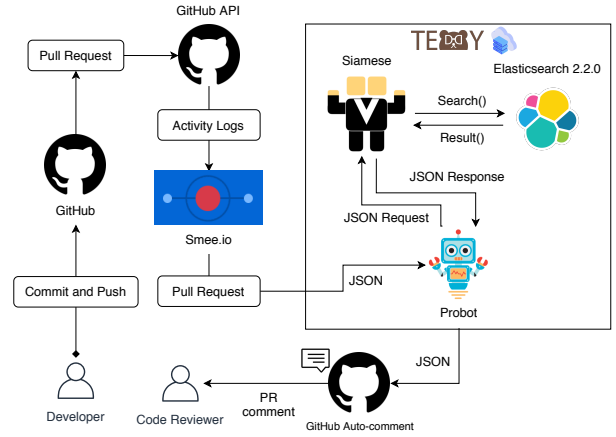 GitHub API
Pull Request
TEDDY
Siamese
Elasticsearch 2.2.0
Search()
Result()
Activity Logs
GitHub
JSON Response
JSON Request
Smee.io
Commit and Push
Pull Request
JSON
Probot
JSON
PR
comment
Developer
Code Reviewer
GitHub Auto-comment